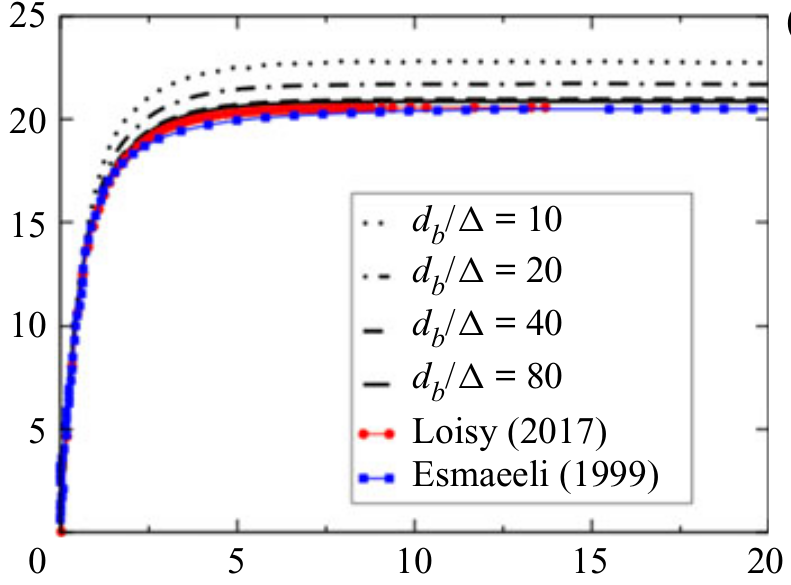 25
20
15
10
5
0 5 10 15 20
d_b/Δ = 10
d_b/Δ = 20
d_b/Δ = 40
d_b/Δ = 80
Loisy (2017)
Esmaeeli (1999)
(